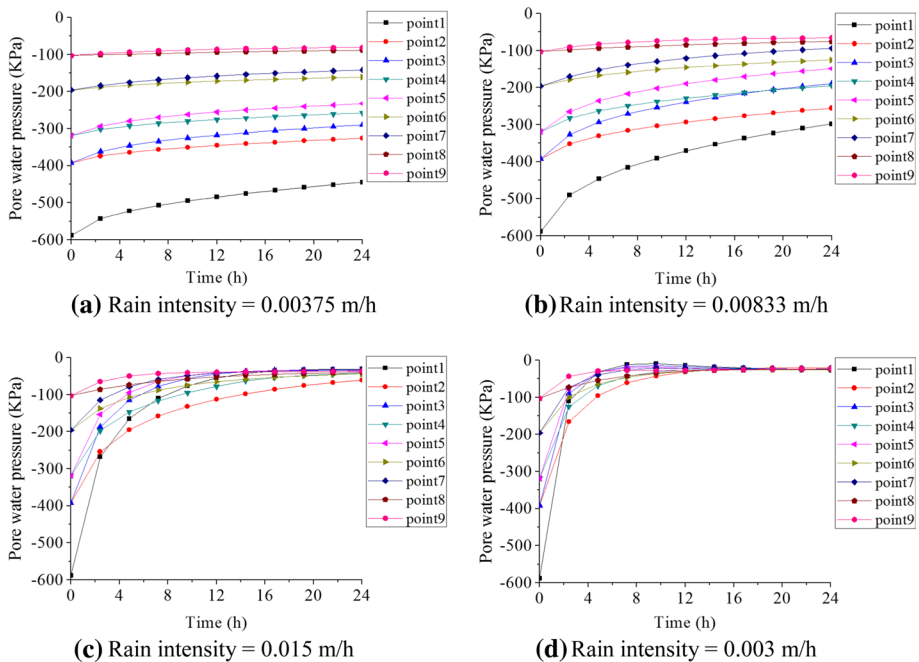 (a) Rain intensity = 0.00375 m/h
Pore water pressure (KPa)
0
-100
-200
-300
-400
-500
-600
0 4 8 12 16 20 24
Time (h)
point1
point2
point3
point4
point5
point6
point7
point8
point9
(b) Rain intensity = 0.00833 m/h
Pore water pressure (KPa)
0
-100
-200
-300
-400
-500
-600
0 4 8 12 16 20 24
Time (h)
point1
point2
point3
point4
point5
point6
point7
point8
point9
(c) Rain intensity = 0.015 m/h
Pore water pressure (KPa)
0
-100
-200
-300
-400
-500
-600
0 4 8 12 16 20 24
Time (h)
point1
point2
point3
point4
point5
point6
point7
point8
point9
(d) Rain intensity = 0.003 m/h
Pore water pressure (KPa)
0
-100
-200
-300
-400
-500
-600
0 4 8 12 16 20 24
Time (h)
point1
point2
point3
point4
point5
point6
point7
point8
point9